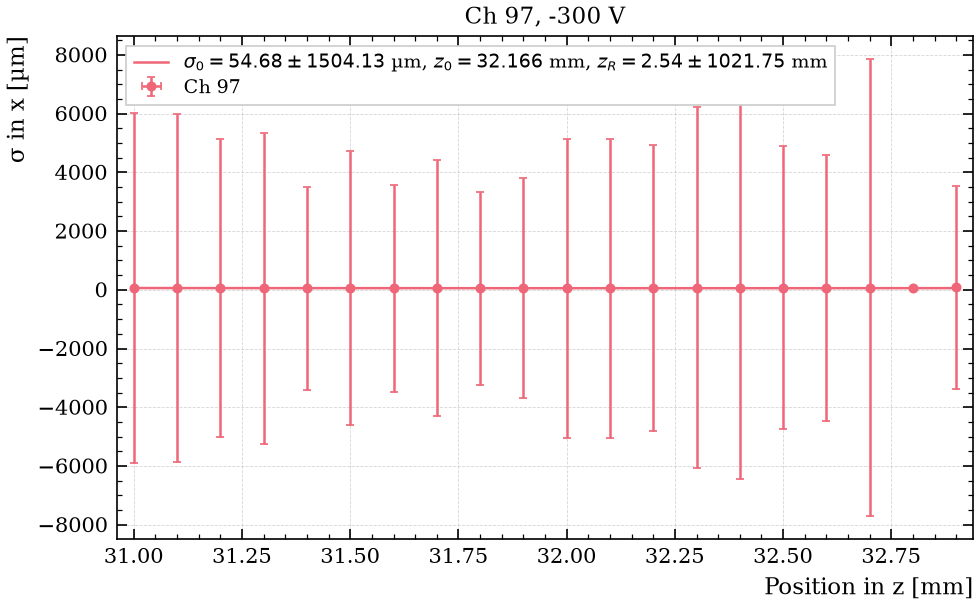 Ch 97, -300 V
σ in x [µm]
σ₀ = 54.68 ± 1504.13 µm, z₀ = 32.166 mm, z_R = 2.54 ± 1021.75 mm
Ch 97
8000
6000
4000
2000
0
−2000
−4000
−6000
−8000
31.00 31.25 31.50 31.75 32.00 32.25 32.50 32.75
Position in z [mm]